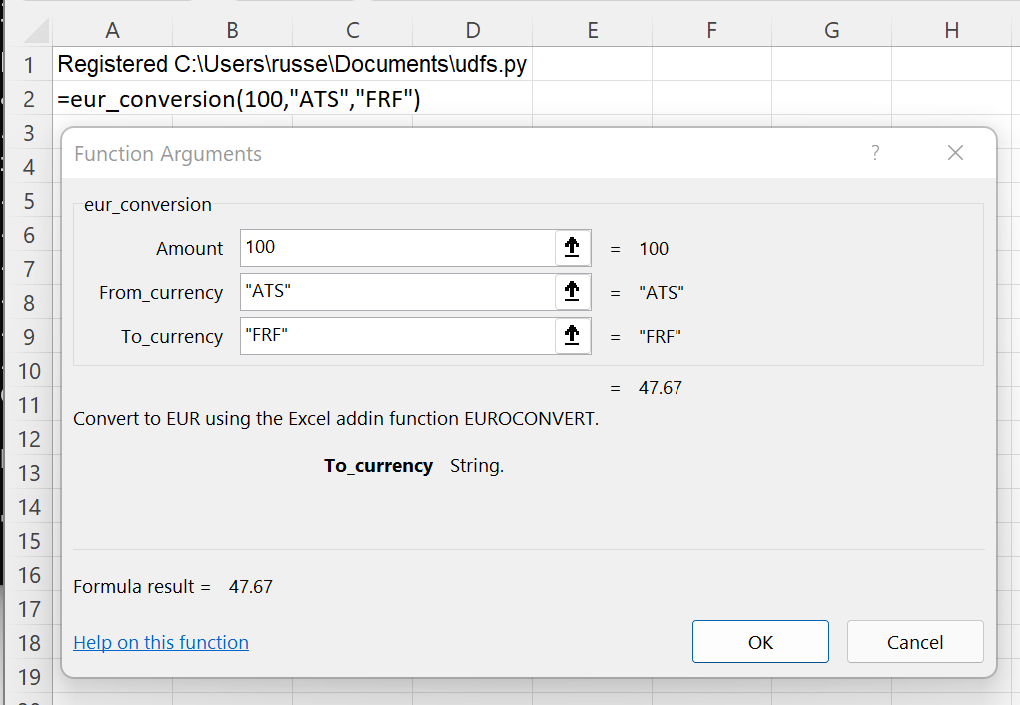 A B C D E F G H
1 Registered C:\Users\russe\Documents\udfs.py
2 =eur_conversion(100,"ATS","FRF")
3
Function Arguments ? ×
4
5 eur_conversion
6 Amount 100 = 100
7
8 From_currency "ATS" = "ATS"
9 To_currency "FRF" = "FRF"
10
11 = 47.67
12 Convert to EUR using the Excel addin function EUROCONVERT.
13 To_currency String.
14
15
16 Formula result = 47.67
17
18 Help on this function OK Cancel
19